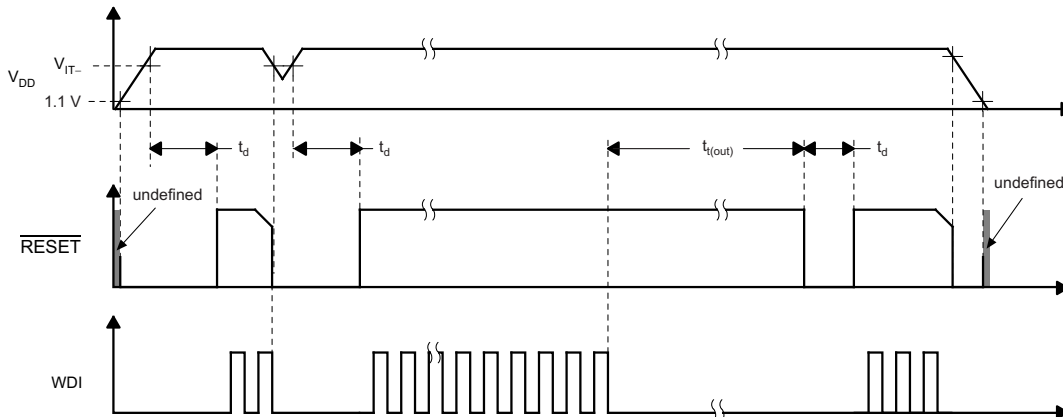 V_IT–
V_DD
1.1 V
t_d
t_d
t_t(out)
t_d
undefined
undefined
RESET
WDI